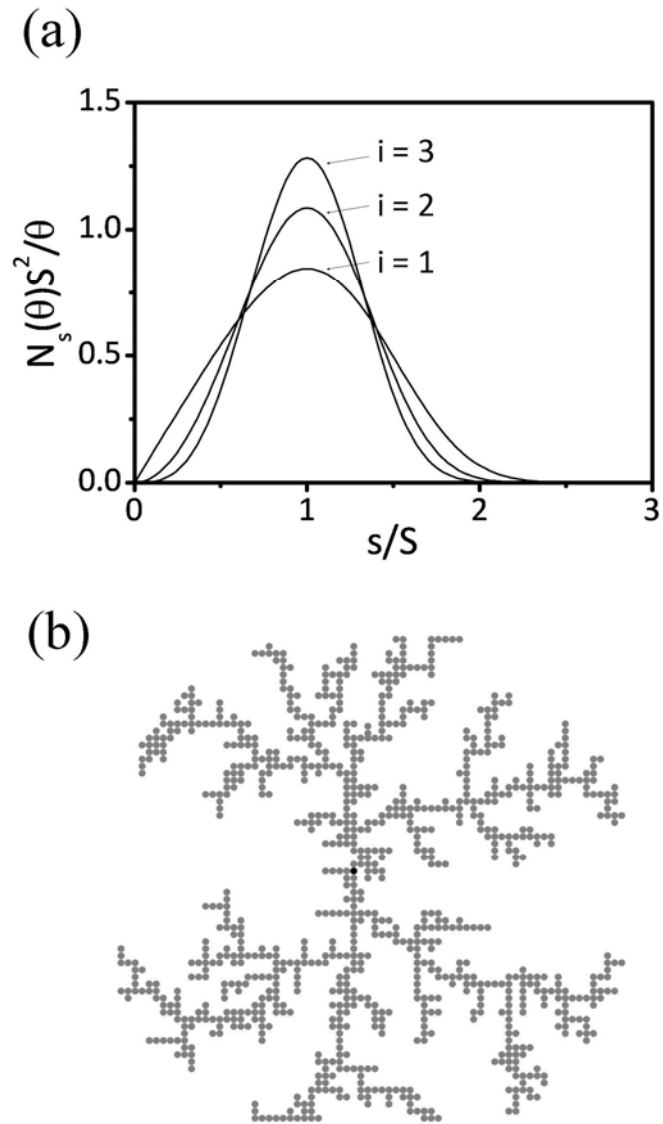 (a)
1.5
1.0
0.5
0.0
N_s(θ)S²/θ
i = 3
i = 2
i = 1
0 1 2 3
s/S
(b)